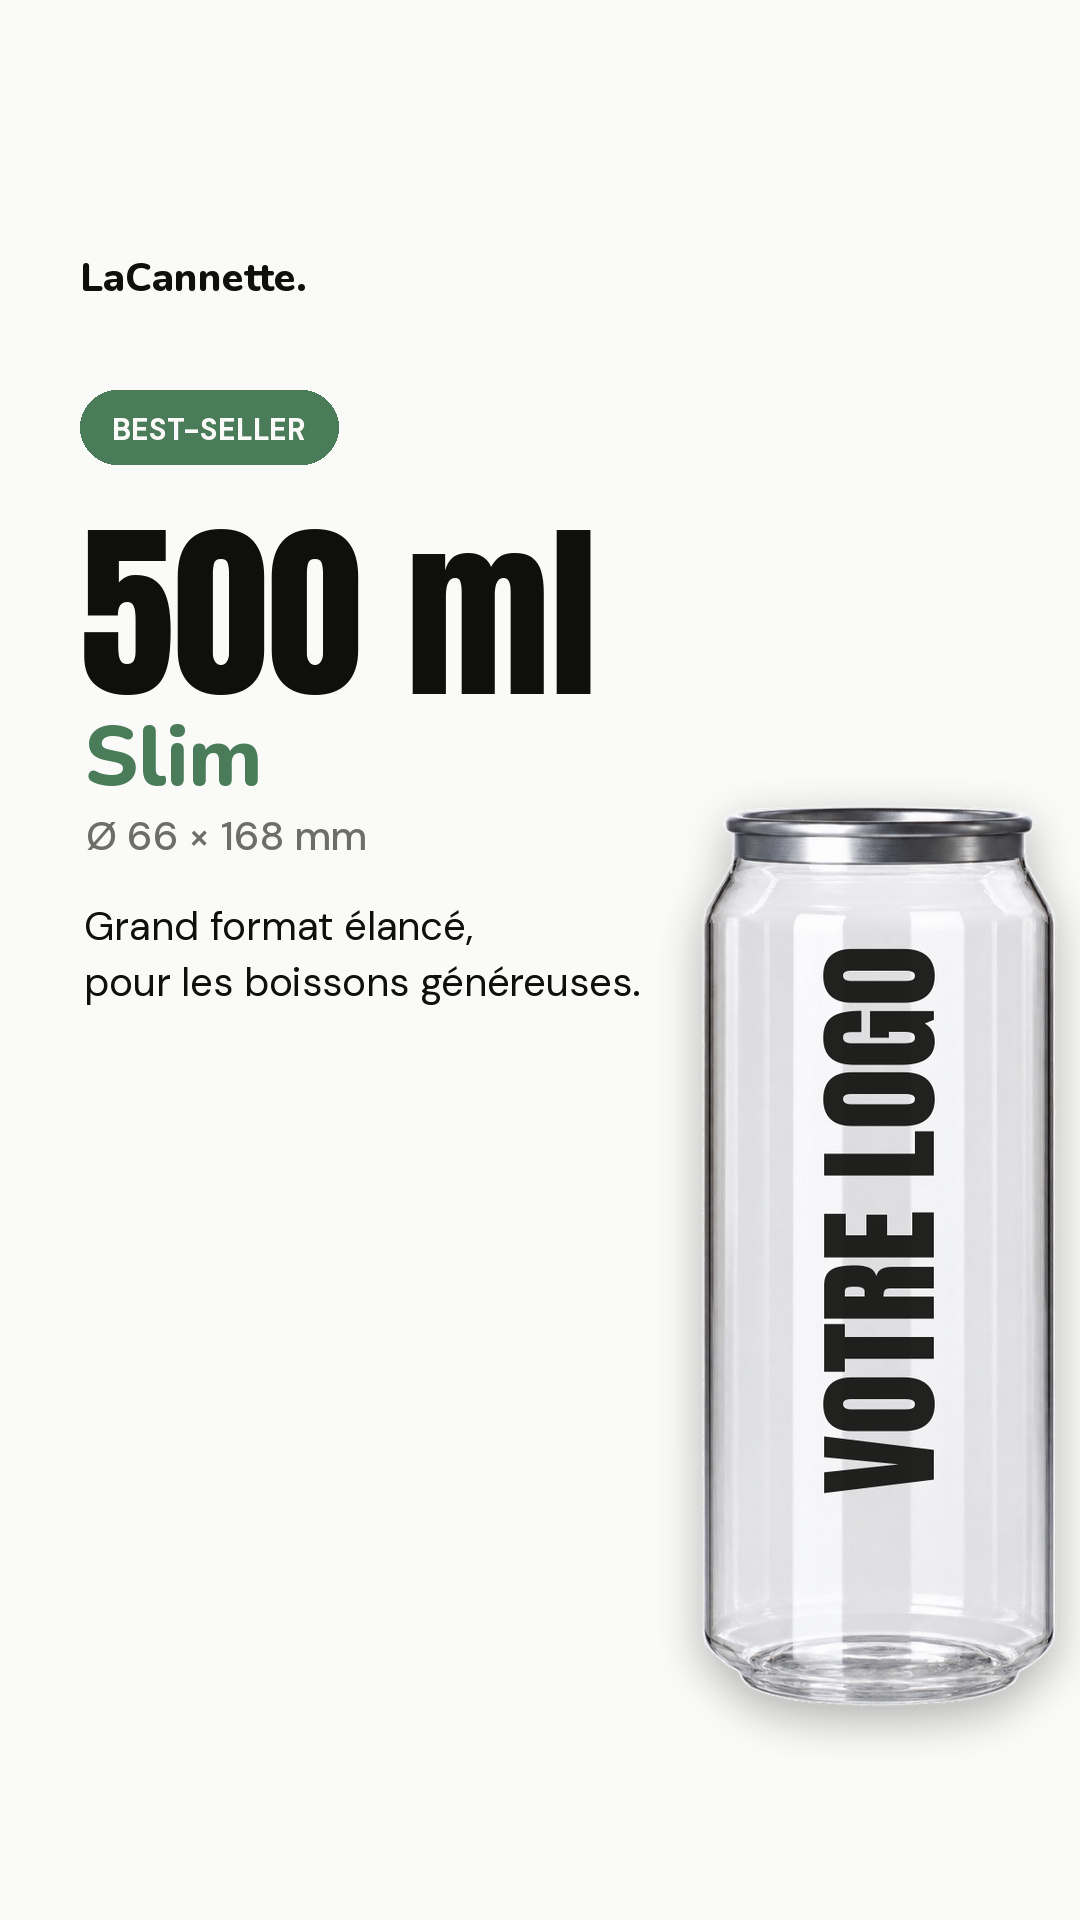 LaCannette.
BEST-SELLER
500 ml
Slim
Ø 66 × 168 mm
Grand format élancé,
pour les boissons généreuses.
VOTRE LOGO